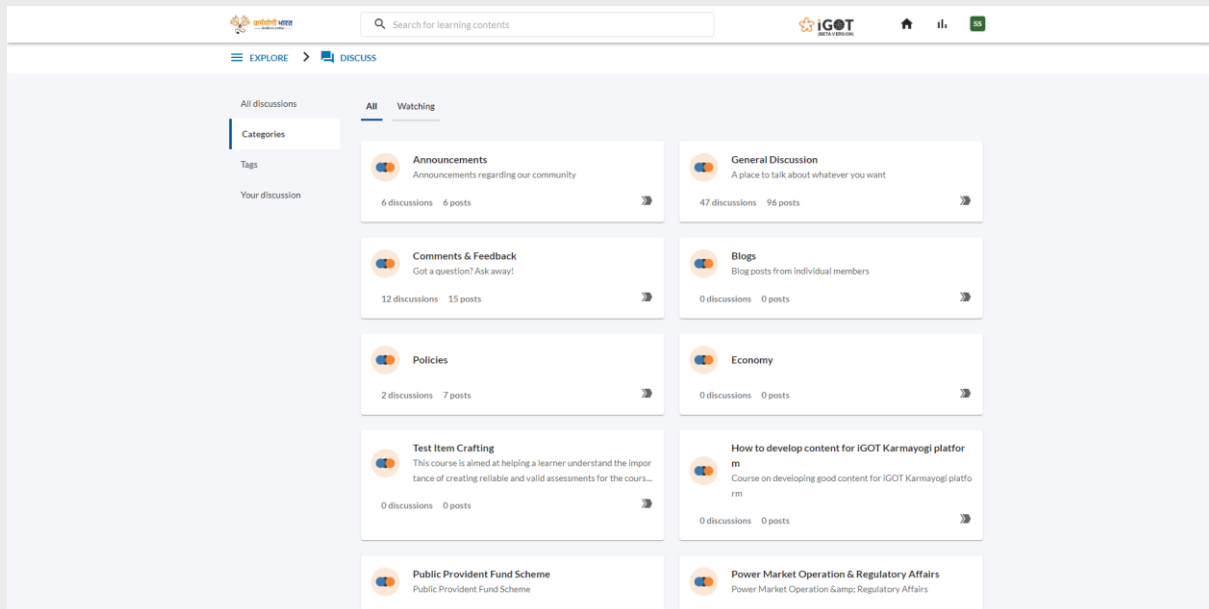 कर्मयोगी भारत
Search for learning contents
iGOT
(BETA VERSION)
SS
EXPLORE
DISCUSS
All discussions
Categories
Tags
Your discussion
All
Watching
Announcements
Announcements regarding our community
6 discussions 6 posts
General Discussion
A place to talk about whatever you want
47 discussions 96 posts
Comments & Feedback
Got a question? Ask away!
12 discussions 15 posts
Blogs
Blog posts from individual members
0 discussions 0 posts
Policies
2 discussions 7 posts
Economy
0 discussions 0 posts
Test Item Crafting
This course is aimed at helping a learner understand the impor
tance of creating reliable and valid assessments for the cours...
0 discussions 0 posts
How to develop content for iGOT Karmayogi platfor
m
Course on developing good content for iGOT Karmayogi platfo
rm
0 discussions 0 posts
Public Provident Fund Scheme
Public Provident Fund Scheme
Power Market Operation & Regulatory Affairs
Power Market Operation &amp; Regulatory Affairs